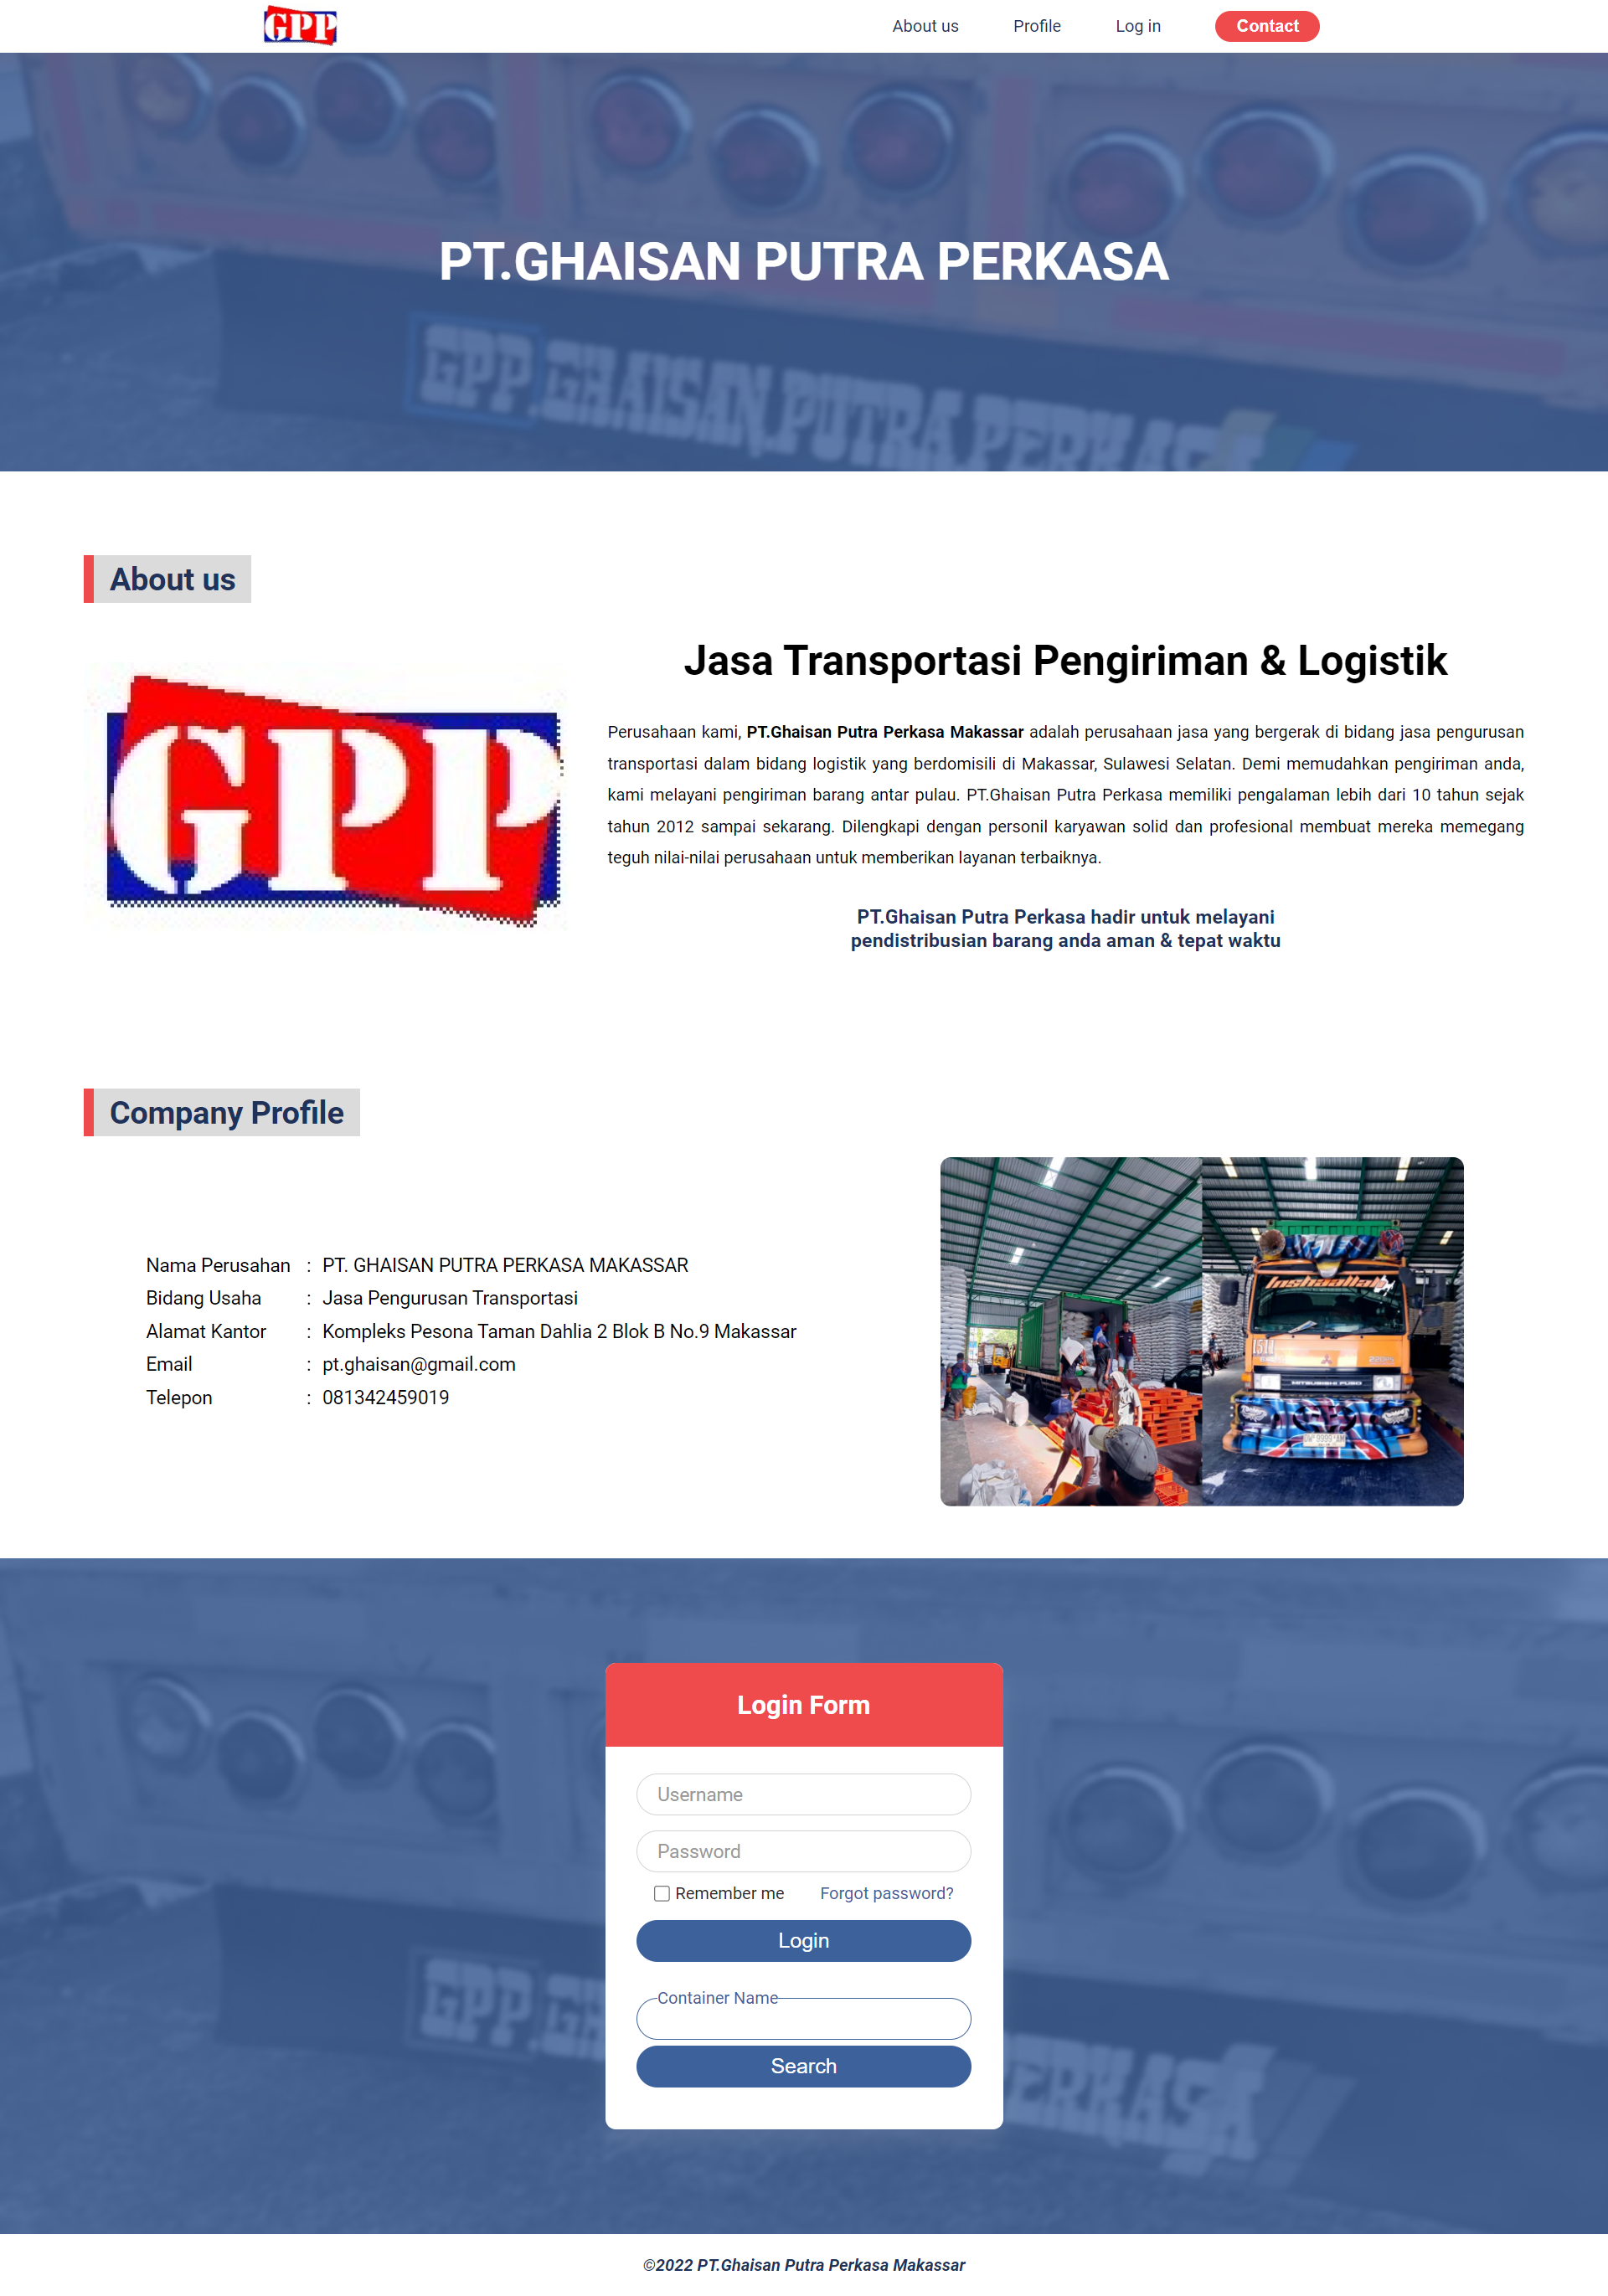 GPP
About us
Profile
Log in
Contact
PT.GHAISAN PUTRA PERKASA
GPP.GHAISAN.PUTRA PERKASA
About us
GPP
Jasa Transportasi Pengiriman & Logistik
Perusahaan kami, PT.Ghaisan Putra Perkasa Makassar adalah perusahaan jasa yang bergerak di bidang jasa pengurusan
transportasi dalam bidang logistik yang berdomisili di Makassar, Sulawesi Selatan. Demi memudahkan pengiriman anda,
kami melayani pengiriman barang antar pulau. PT.Ghaisan Putra Perkasa memiliki pengalaman lebih dari 10 tahun sejak
tahun 2012 sampai sekarang. Dilengkapi dengan personil karyawan solid dan profesional membuat mereka memegang
teguh nilai-nilai perusahaan untuk memberikan layanan terbaiknya.
PT.Ghaisan Putra Perkasa hadir untuk melayani
pendistribusian barang anda aman & tepat waktu
Company Profile
Nama Perusahan : PT. GHAISAN PUTRA PERKASA MAKASSAR
Bidang Usaha : Jasa Pengurusan Transportasi
Alamat Kantor : Kompleks Pesona Taman Dahlia 2 Blok B No.9 Makassar
Email : pt.ghaisan@gmail.com
Telepon : 081342459019
Inshaallah
MITSUBISHI FUSO
Login Form
Username
Password
Remember me
Forgot password?
Login
Container Name
Search
GPP.GH
PERKASA
©2022 PT.Ghaisan Putra Perkasa Makassar